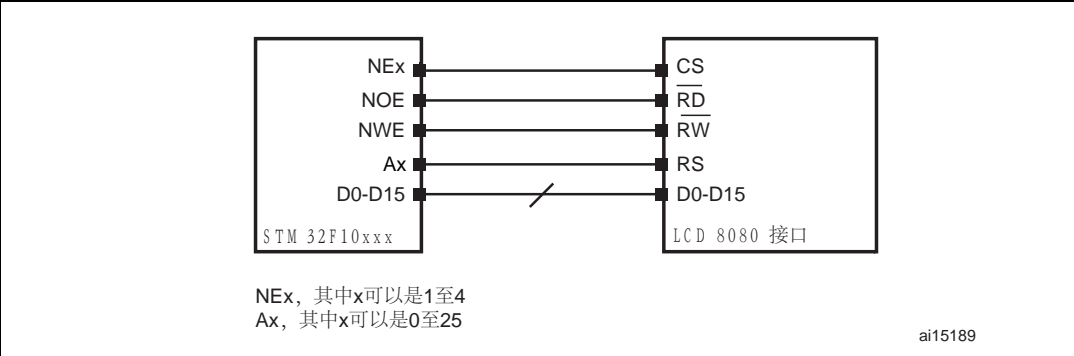 NEx
CS
NOE
RD
NWE
RW
Ax
RS
D0-D15
D0-D15
STM 32F10xxx
LCD 8080 接口
NEx，其中x可以是1至4
Ax，其中x可以是0至25
ai15189